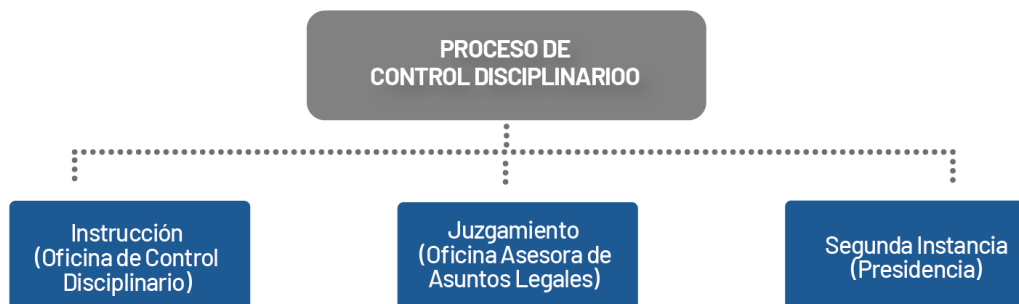 PROCESO DE
CONTROL DISCIPLINARIOO
Instrucción
(Oficina de Control
Disciplinario)
Juzgamiento
(Oficina Asesora de
Asuntos Legales)
Segunda Instancia
(Presidencia)